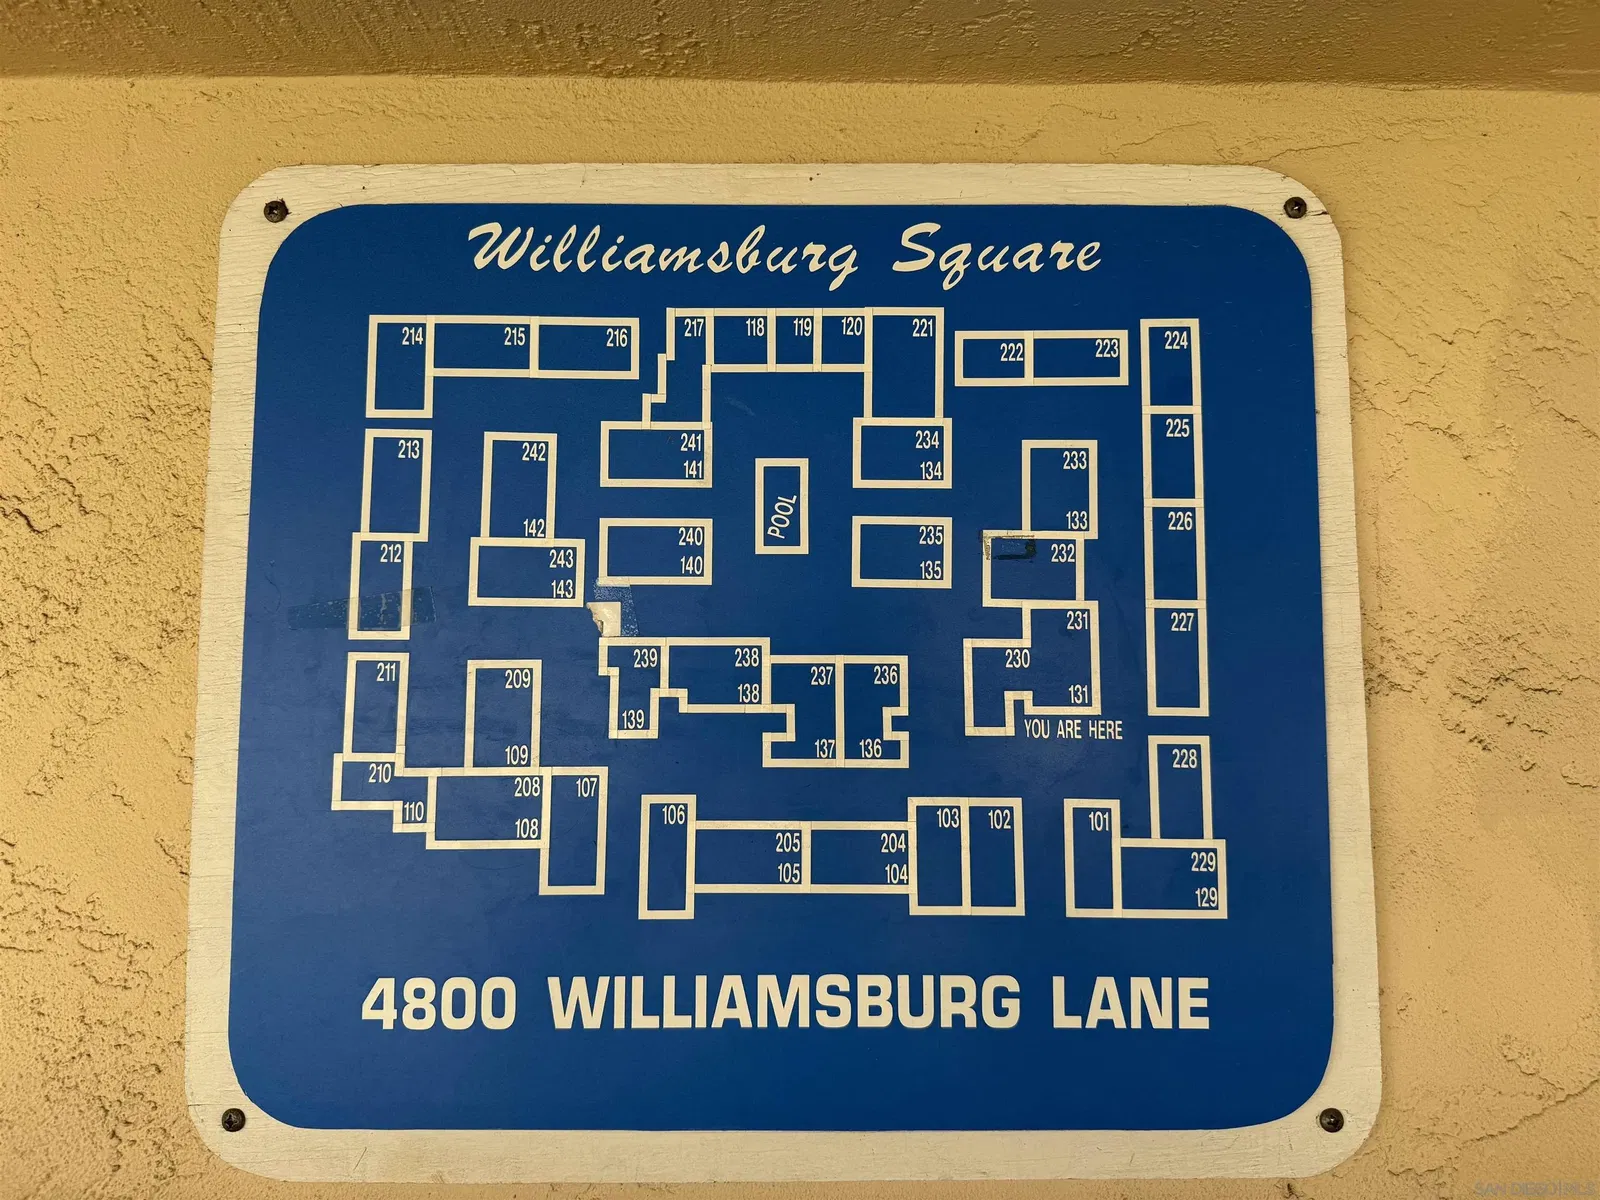 Williamsburg Square
214 215 216 217 118 119 120 221 222 223 224
213 242 241 234 233 225
141 134
142 POOL 133 226
212 243 240 235 232
143 140 135
211 209 239 238 237 236 230 231 227
109 139 138 137 136 131
YOU ARE HERE
210 208 107 228
110 108 106 205 204 103 102 101 229
105 104 129
4800 WILLIAMSBURG LANE